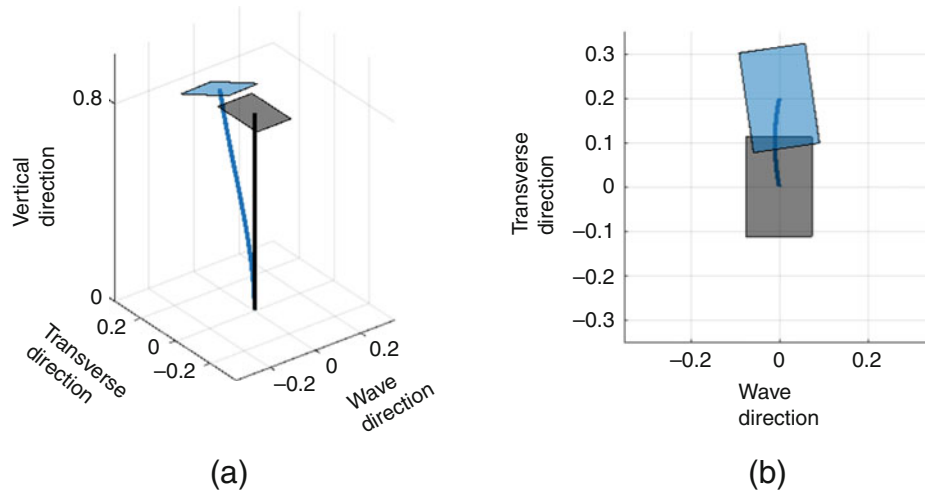 0.8
Vertical
direction
0
0.2
0
−0.2
Transverse
direction
−0.2
0
0.2
Wave
direction
(a)
0.3
0.2
0.1
0
−0.1
−0.2
−0.3
Transverse
direction
−0.2
0
0.2
Wave
direction
(b)